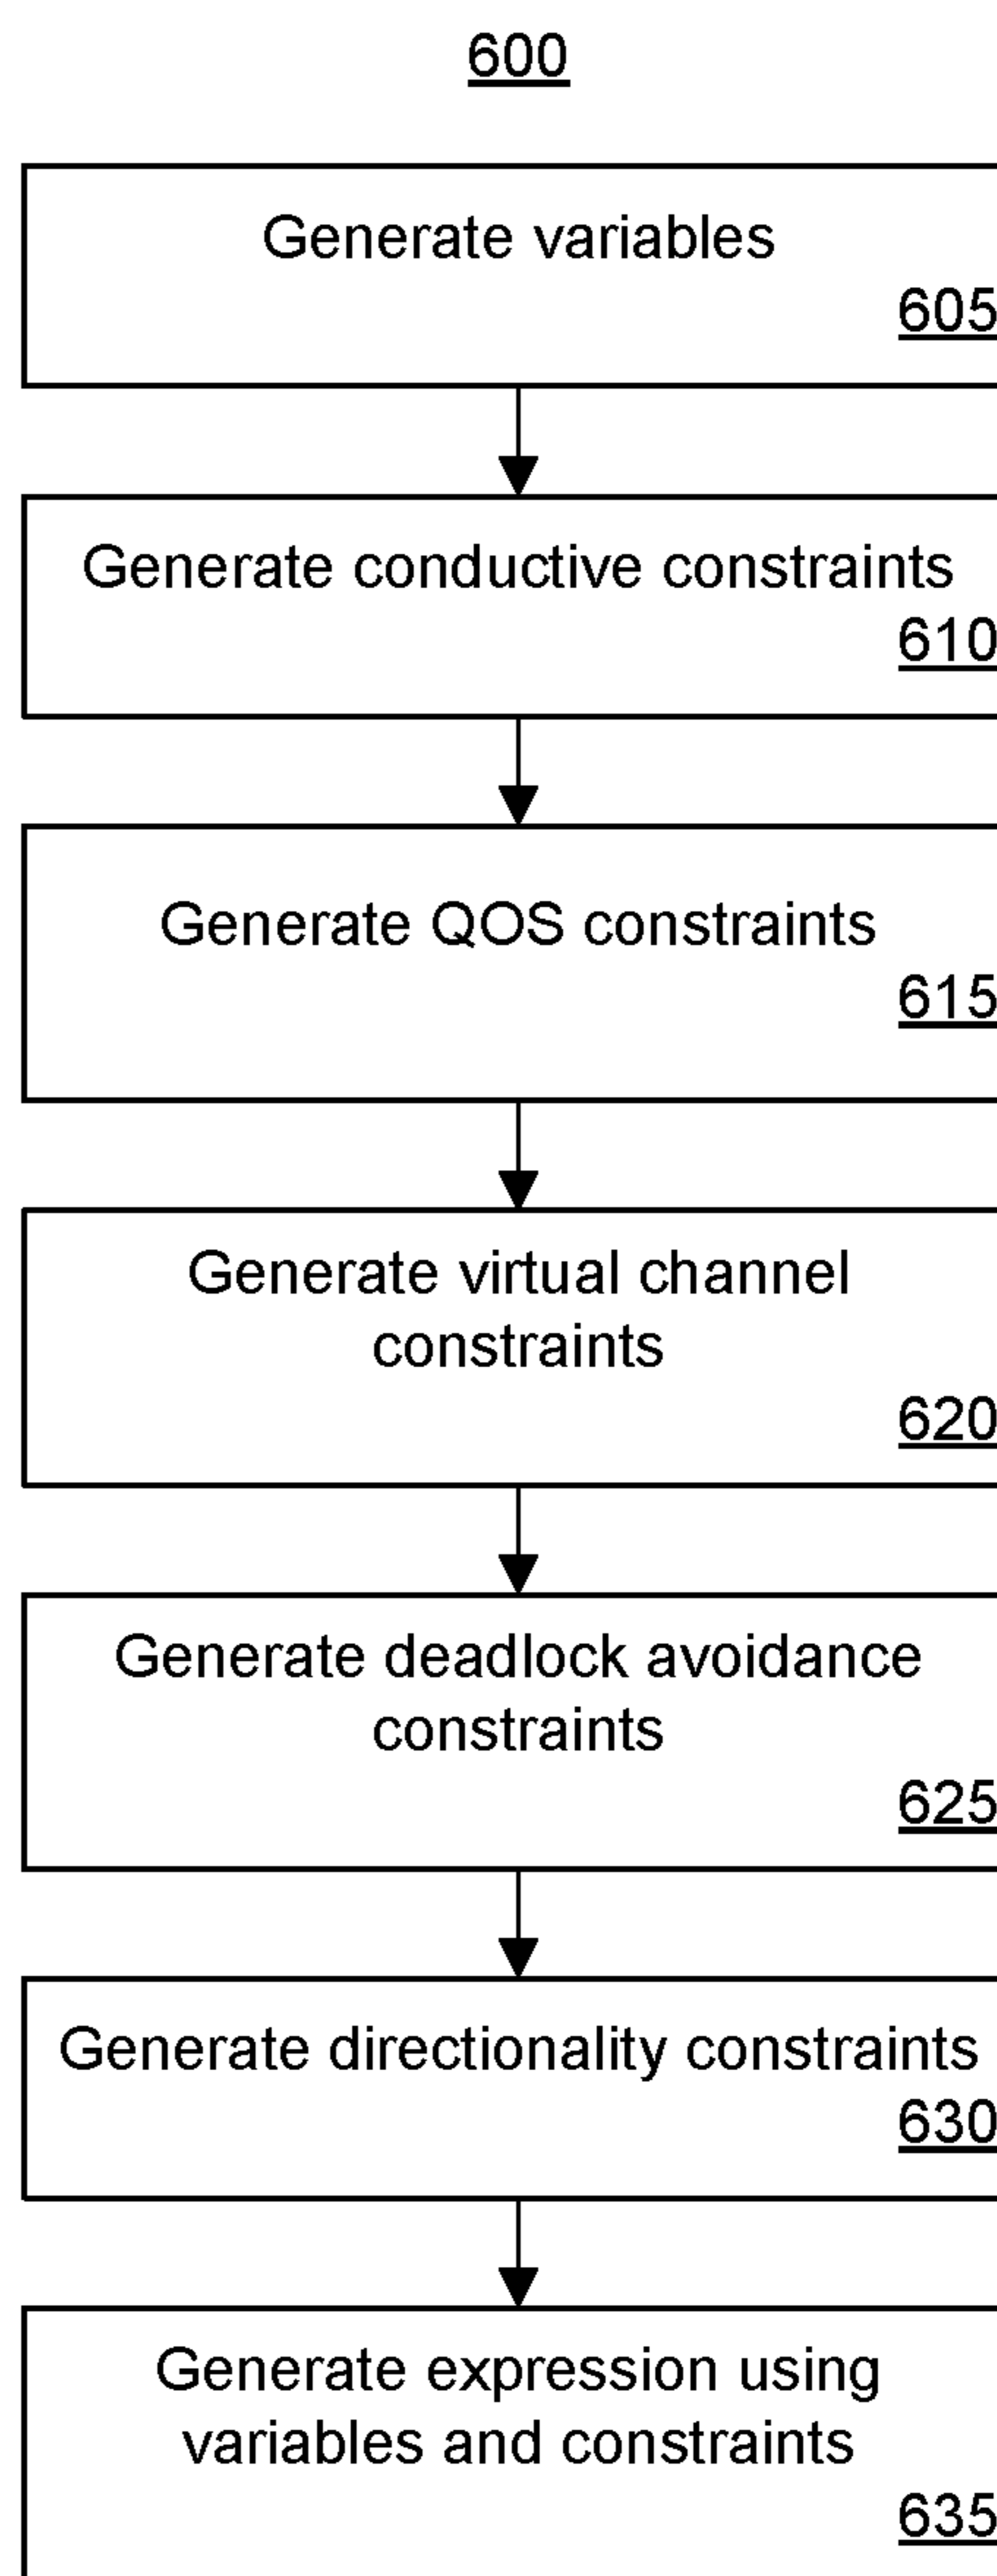 600
Generate variables
605
Generate conductive constraints
610
Generate QOS constraints
615
Generate virtual channel
constraints
620
Generate deadlock avoidance
constraints
625
Generate directionality constraints
630
Generate expression using
variables and constraints
635